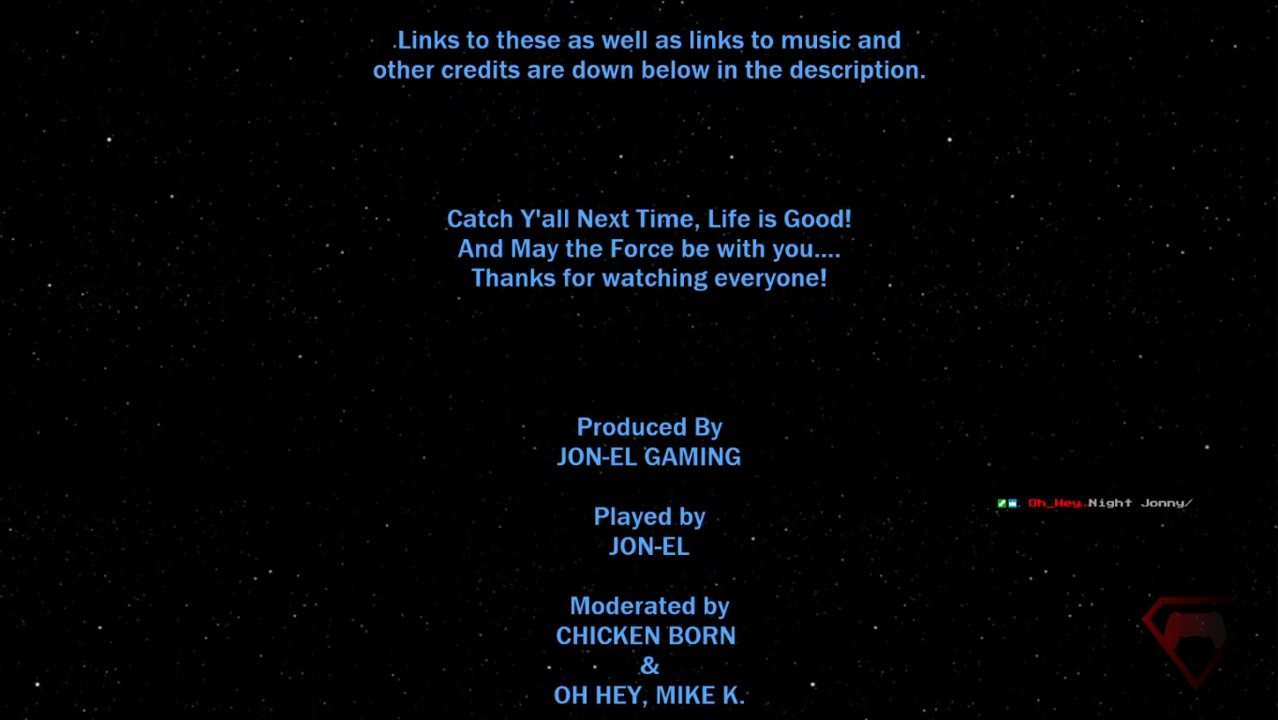 Links to these as well as links to music and
other credits are down below in the description.
Catch Y'all Next Time, Life is Good!
And May the Force be with you....
Thanks for watching everyone!
Produced By
JON-EL GAMING
Oh_Hey..Night Jonny/
Played by
JON-EL
Moderated by
CHICKEN BORN
&
OH HEY, MIKE K.